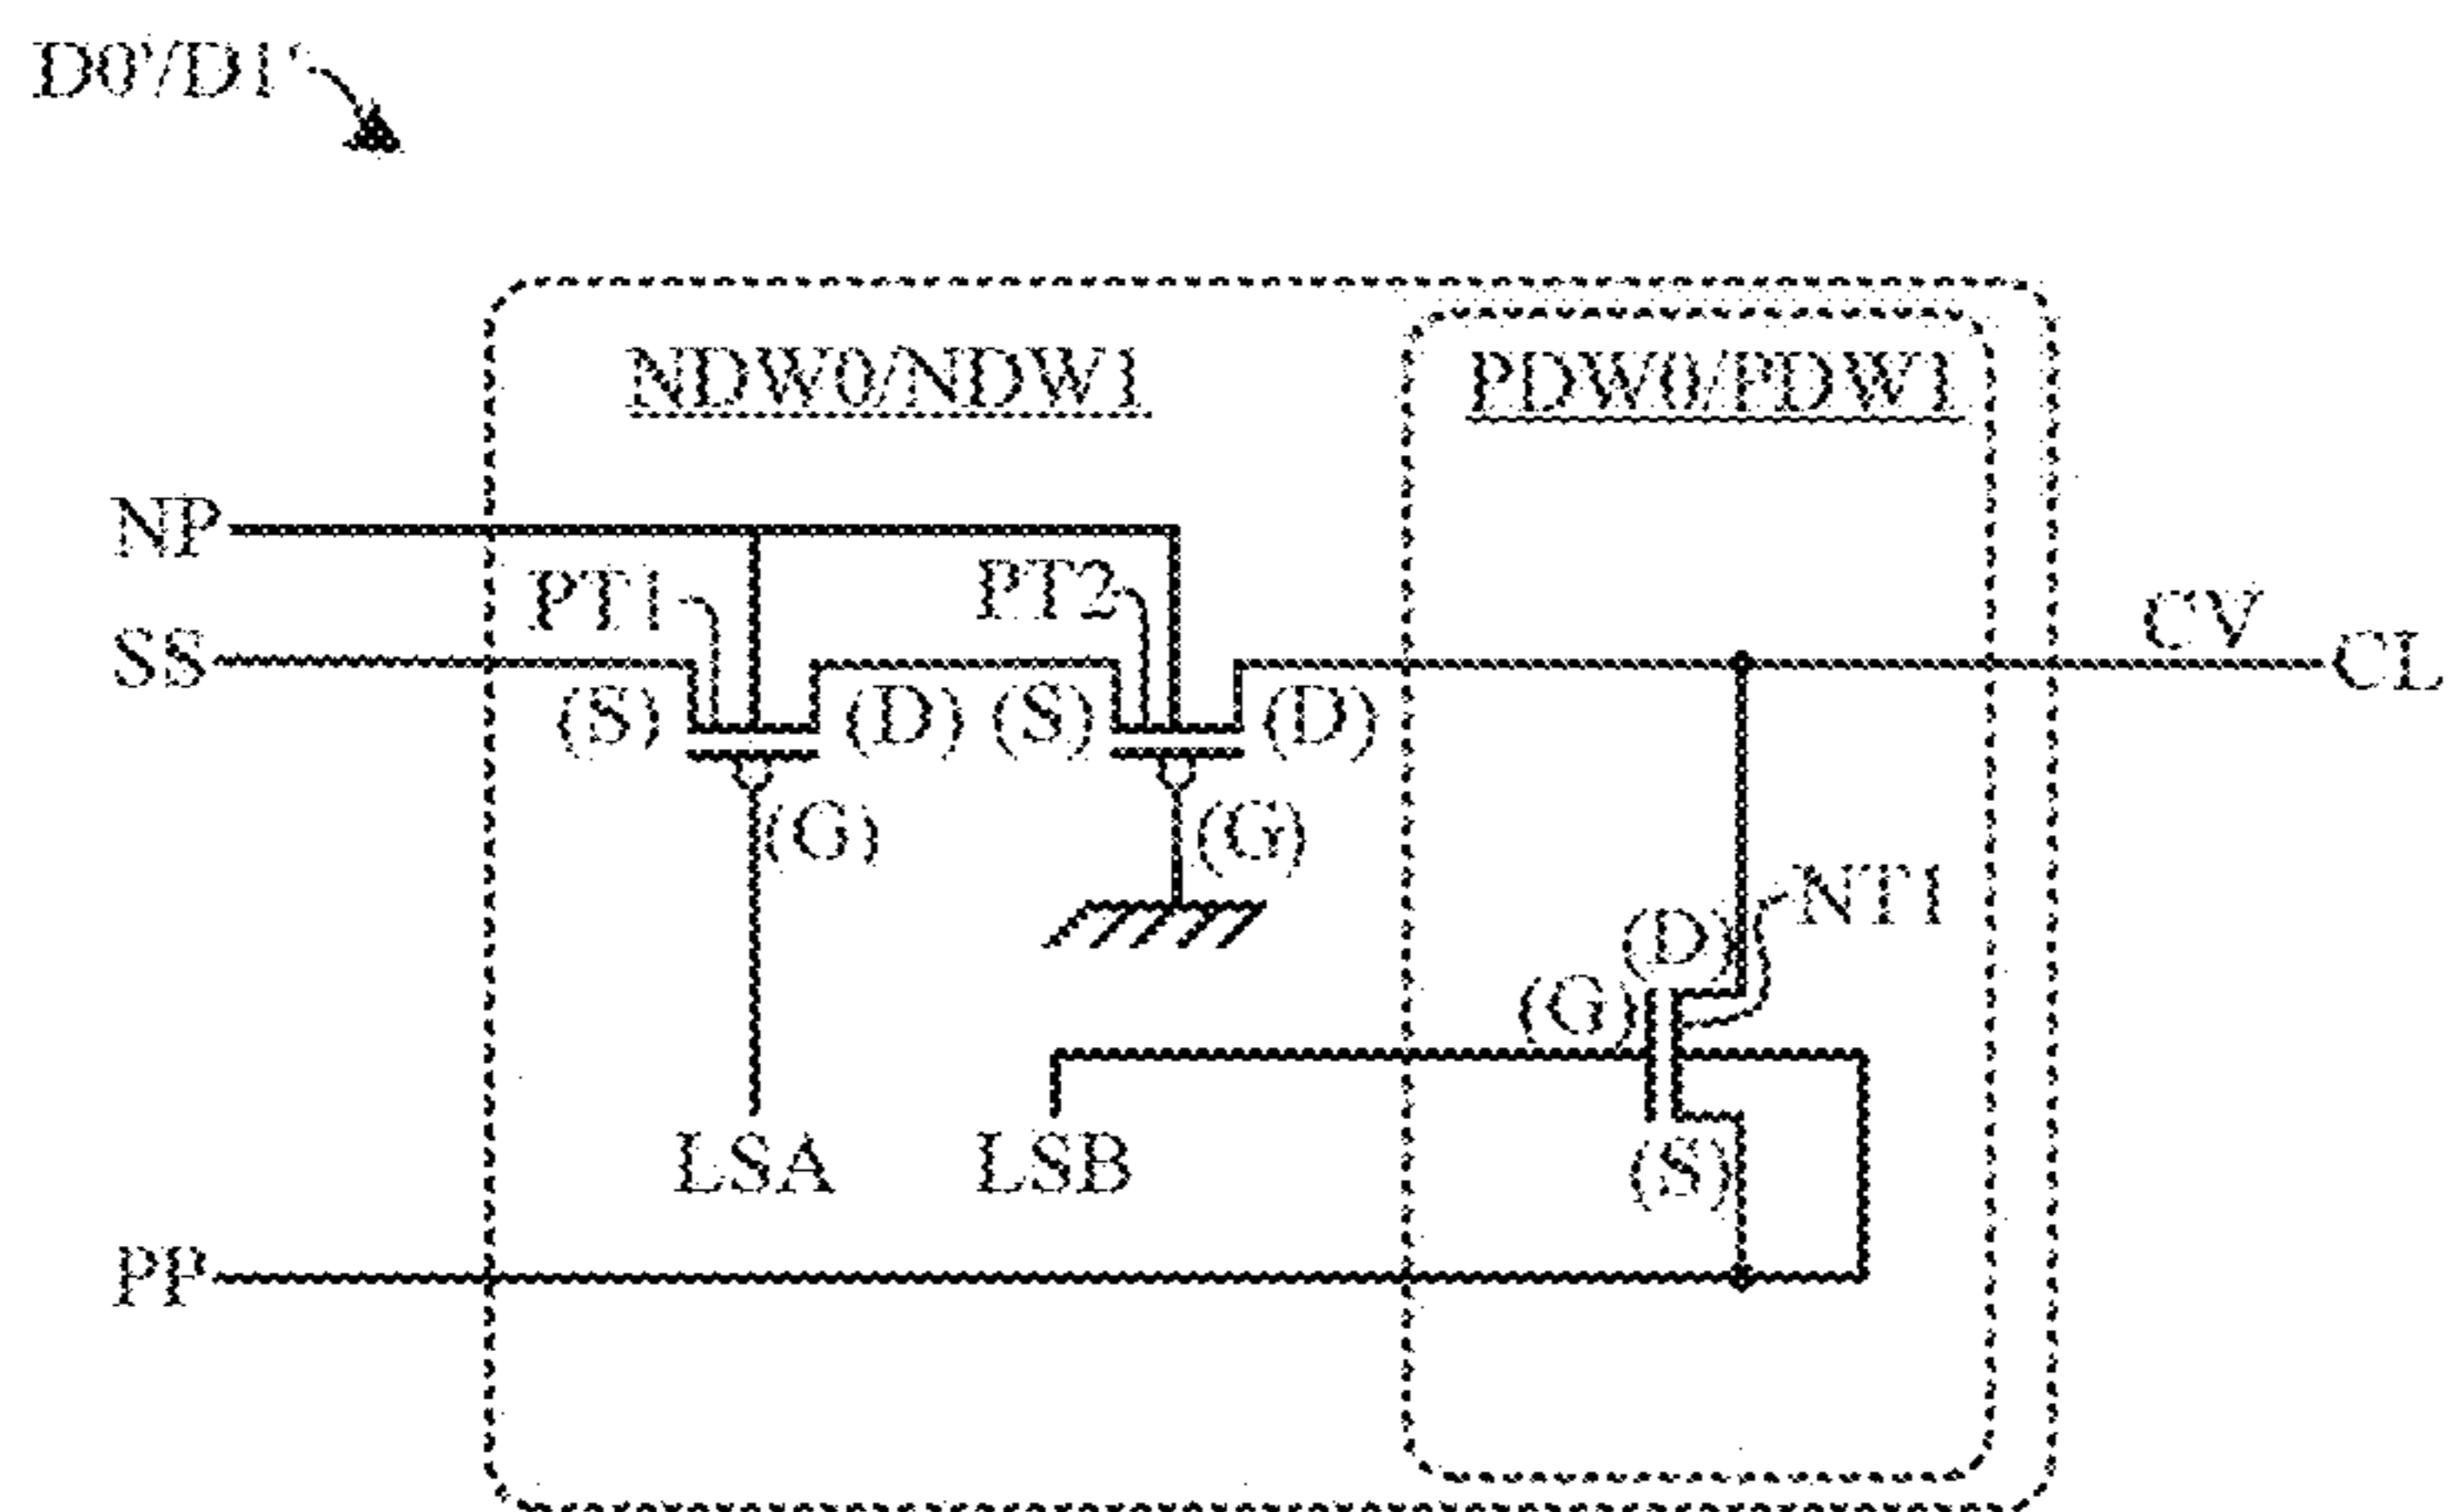 D0'/D1'
NDW0/NDW1
PDW0/PDW1
NP
PT1
PT2
SS
CV
CL
(S)
(D)
(S)
(D)
(G)
(G)
NT1
(D)
(G)
LSA
LSB
(S)
PP